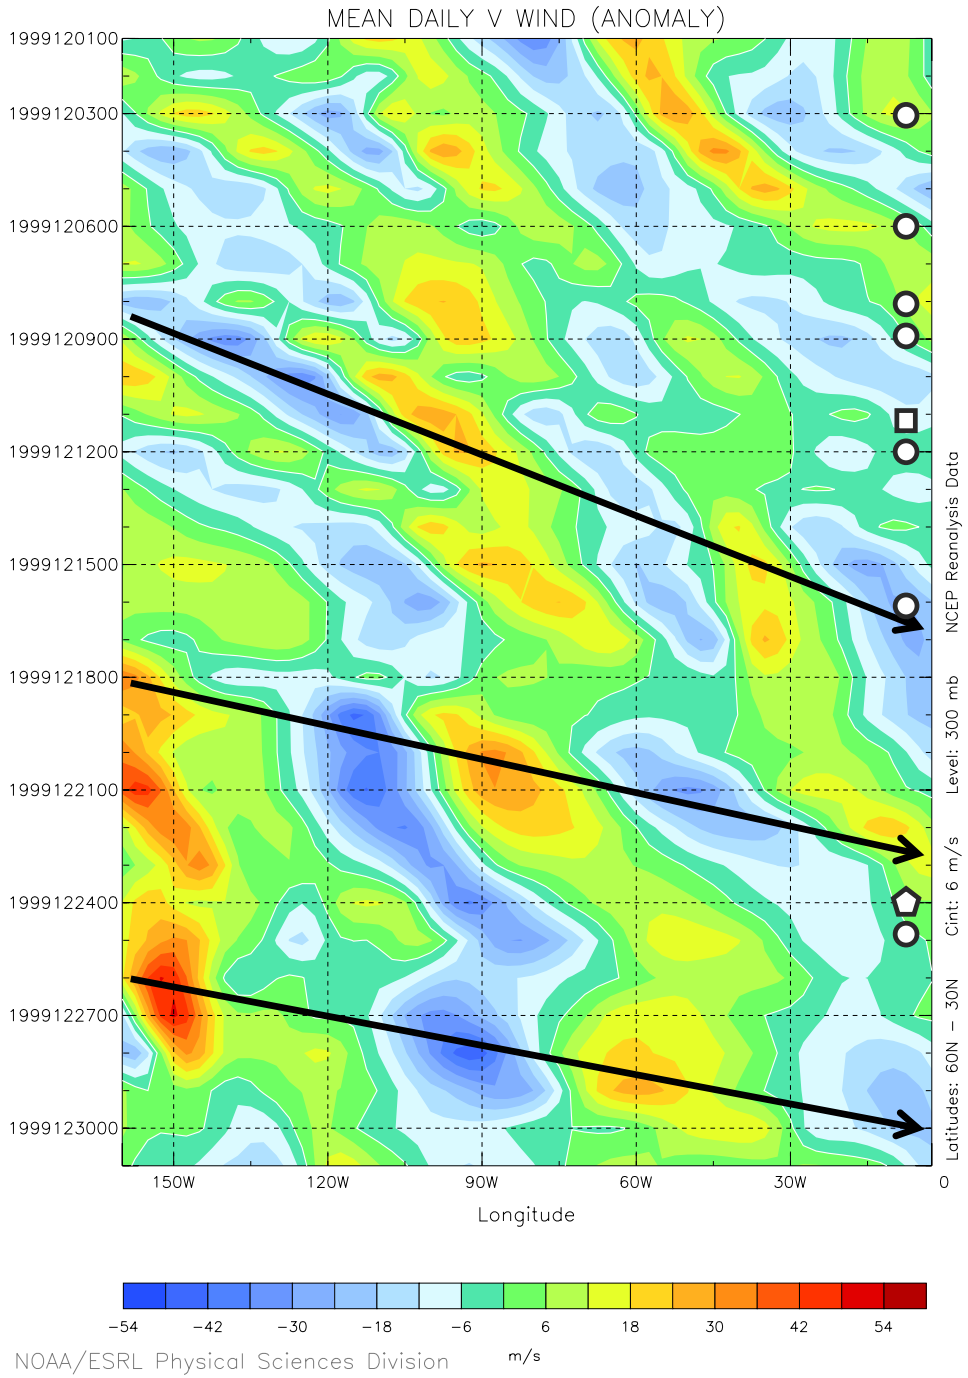 MEAN DAILY V WIND (ANOMALY)
1999120100
1999120300
1999120600
1999120900
1999121200
1999121500
1999121800
1999122100
1999122400
1999122700
1999123000
150W 120W 90W 60W 30W 0
Longitude
Latitudes: 60N - 30N Cint: 6 m/s Level: 300 mb NCEP Reanalysis Data
-54 -42 -30 -18 -6 6 18 30 42 54
m/s
NOAA/ESRL Physical Sciences Division